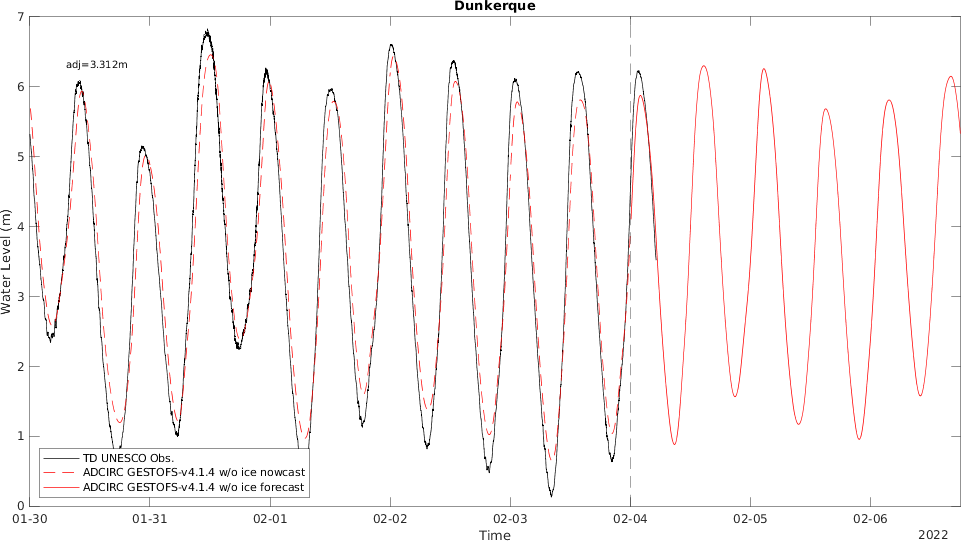 Dunkerque
7
adj=3.312m
6
5
4
3
2
1
0
Water Level (m)
TD UNESCO Obs.
ADCIRC GESTOFS-v4.1.4 w/o ice nowcast
ADCIRC GESTOFS-v4.1.4 w/o ice forecast
01-30 01-31 02-01 02-02 02-03 02-04 02-05 02-06
Time
2022